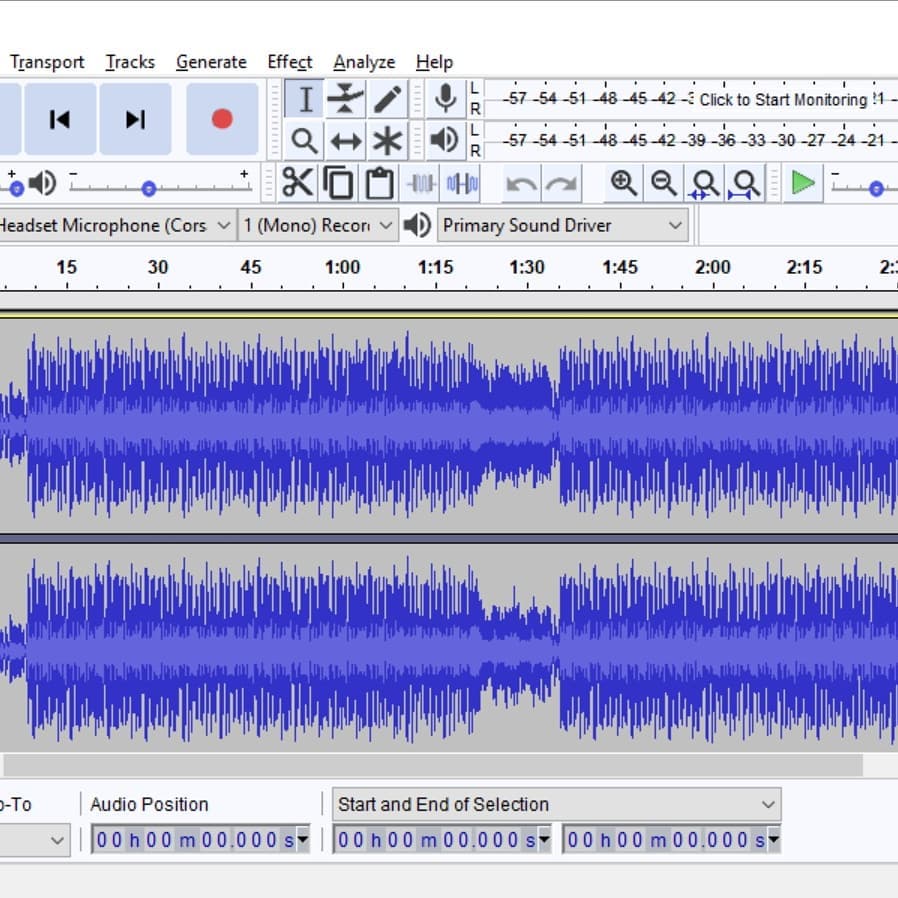 Transport Tracks Generate Effect Analyze Help
L
R
-57 -54 -51 -48 -45 -42 -3 Click to Start Monitoring !1 -
L
R
-57 -54 -51 -48 -45 -42 -39 -36 -33 -30 -27 -24 -21 -
+ - + -
Headset Microphone (Cors 1 (Mono) Recor Primary Sound Driver
15 30 45 1:00 1:15 1:30 1:45 2:00 2:15 2:3
p-To Audio Position Start and End of Selection
00 h 00 m 00.000 s 00 h 00 m 00.000 s 00 h 00 m 00.000 s